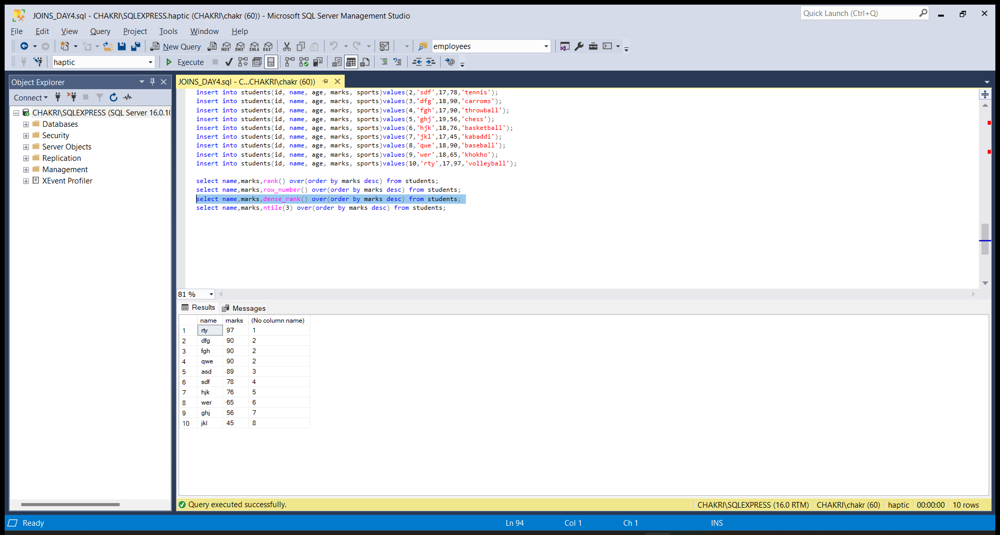 JOINS_DAY4.sql - CHAKRI\SQLEXPRESS.haptic (CHAKRI\chakr (60)) - Microsoft SQL Server Management Studio
Quick Launch (Ctrl+Q)
File Edit View Query Project Tools Window Help
New Query MDX DMX XMLA DAX employees
haptic Execute
Object Explorer
JOINS_DAY4.sql - C...CHAKRI\chakr (60))
Connect
CHAKRI\SQLEXPRESS (SQL Server 16.0.10
Databases
Security
Server Objects
Replication
Management
XEvent Profiler
insert into students(id, name, age, marks, sports)values(2,'sdf',17,78,'tennis');
insert into students(id, name, age, marks, sports)values(3,'dfg',18,90,'carroms');
insert into students(id, name, age, marks, sports)values(4,'fgh',17,90,'throwball');
insert into students(id, name, age, marks, sports)values(5,'ghj',19,56,'chess');
insert into students(id, name, age, marks, sports)values(6,'hjk',18,76,'basketball');
insert into students(id, name, age, marks, sports)values(7,'jkl',17,45,'kabaddi');
insert into students(id, name, age, marks, sports)values(8,'qwe',18,90,'baseball');
insert into students(id, name, age, marks, sports)values(9,'wer',18,65,'khokho');
insert into students(id, name, age, marks, sports)values(10,'rty',17,97,'volleyball');
select name,marks,rank() over(order by marks desc) from students;
select name,marks,row_number() over(order by marks desc) from students;
select name,marks,dense_rank() over(order by marks desc) from students;
select name,marks,ntile(3) over(order by marks desc) from students;
81 %
Results Messages
name marks (No column name)
1 rty 97 1
2 dfg 90 2
3 fgh 90 2
4 qwe 90 2
5 asd 89 3
6 sdf 78 4
7 hjk 76 5
8 wer 65 6
9 ghj 56 7
10 jkl 45 8
Query executed successfully. CHAKRI\SQLEXPRESS (16.0 RTM) CHAKRI\chakr (60) haptic 00:00:00 10 rows
Ready Ln 94 Col 1 Ch 1 INS